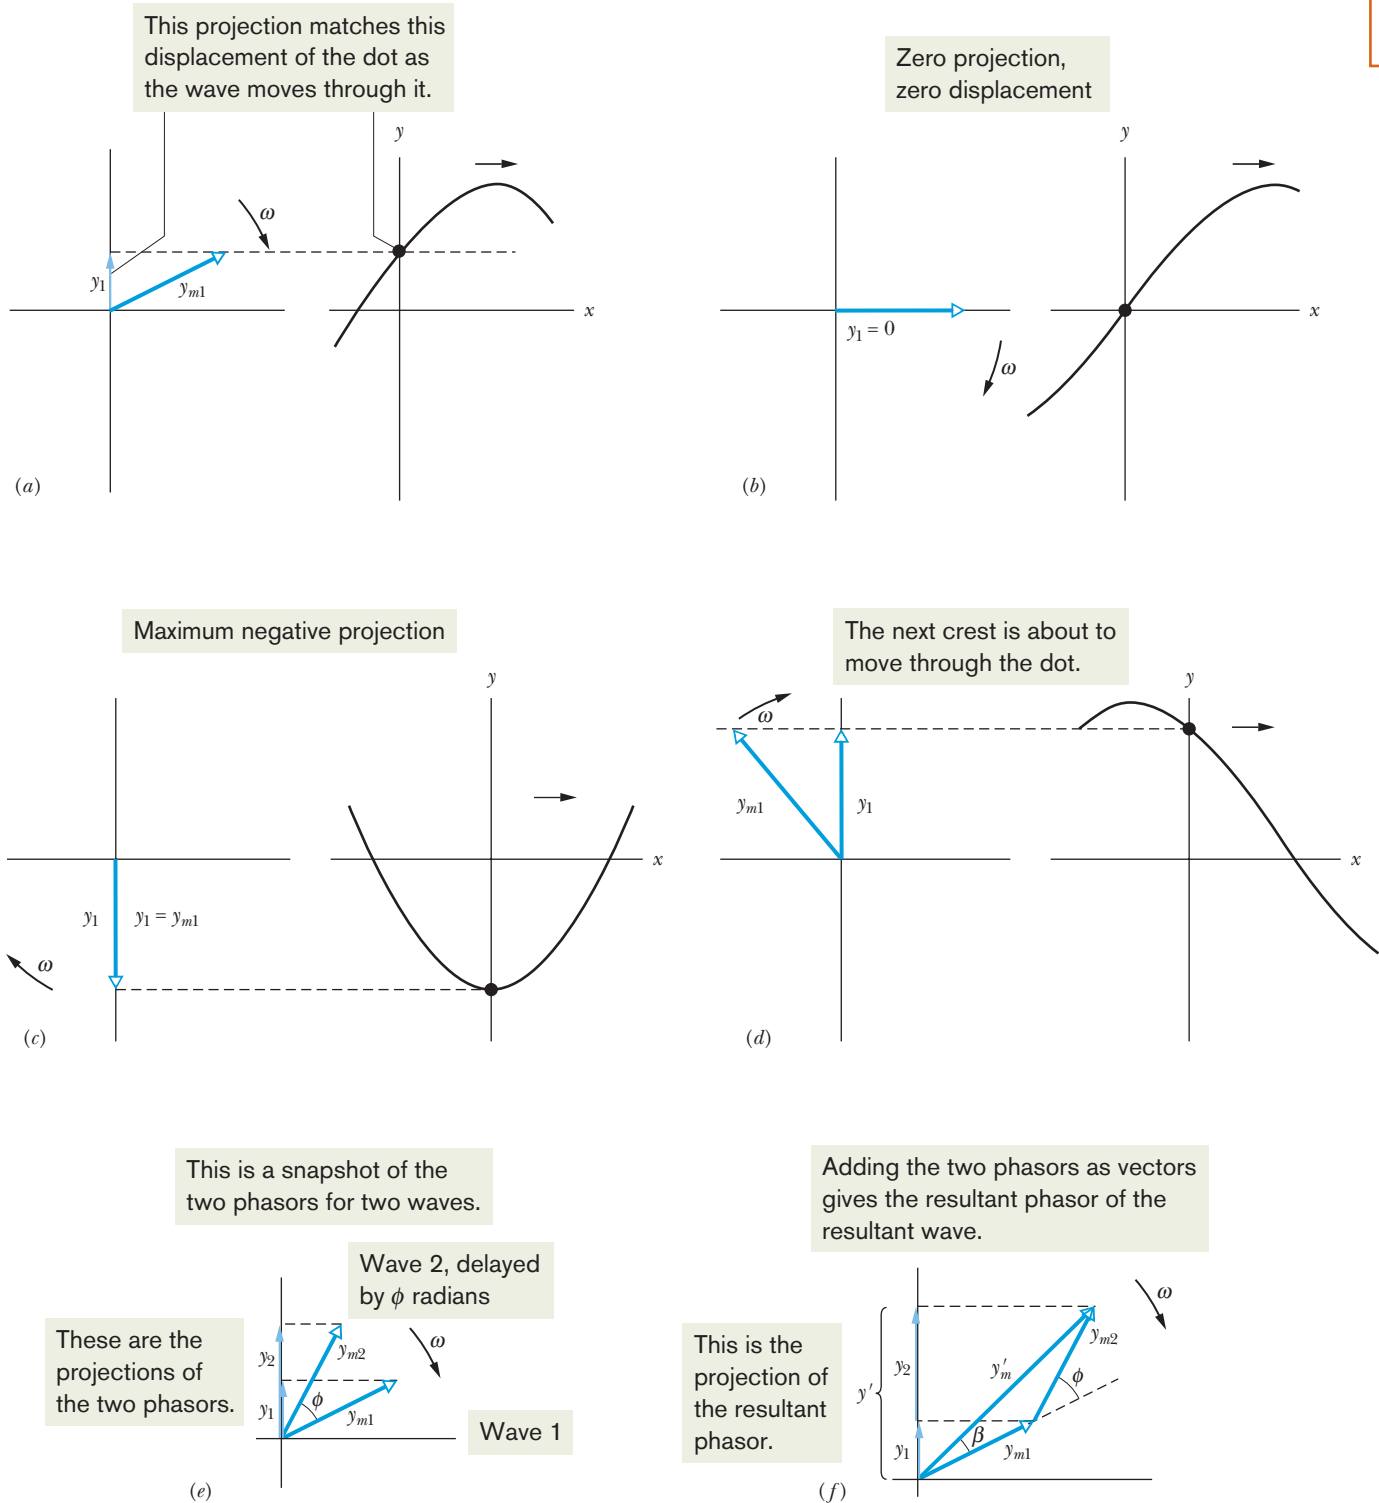 This projection matches this
displacement of the dot as
the wave moves through it.
y
ω
y1
ym1
x
(a)
Zero projection,
zero displacement
y
y1 = 0
x
ω
(b)
Maximum negative projection
y
x
y1
y1 = ym1
ω
(c)
The next crest is about to
move through the dot.
y
ω
ym1
y1
x
(d)
This is a snapshot of the
two phasors for two waves.
Wave 2, delayed
by ϕ radians
These are the
projections of
the two phasors.
ω
y2
ym2
ϕ
y1
ym1
Wave 1
(e)
Adding the two phasors as vectors
gives the resultant phasor of the
resultant wave.
ω
This is the
projection of
the resultant
phasor.
y′
y2
y′m
ym2
ϕ
y1
β
ym1
(f)